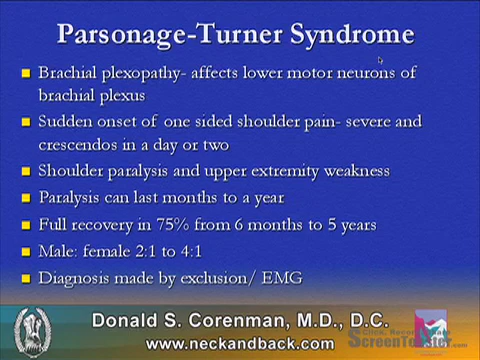 Parsonage-Turner Syndrome
Brachial plexopathy- affects lower motor neurons of
brachial plexus
Sudden onset of one sided shoulder pain- severe and
crescendos in a day or two
Shoulder paralysis and upper extremity weakness
Paralysis can last months to a year
Full recovery in 75% from 6 months to 5 years
Male: female 2:1 to 4:1
Diagnosis made by exclusion/ EMG
Donald S. Corenman, M.D., D.C.
www.neckandback.com